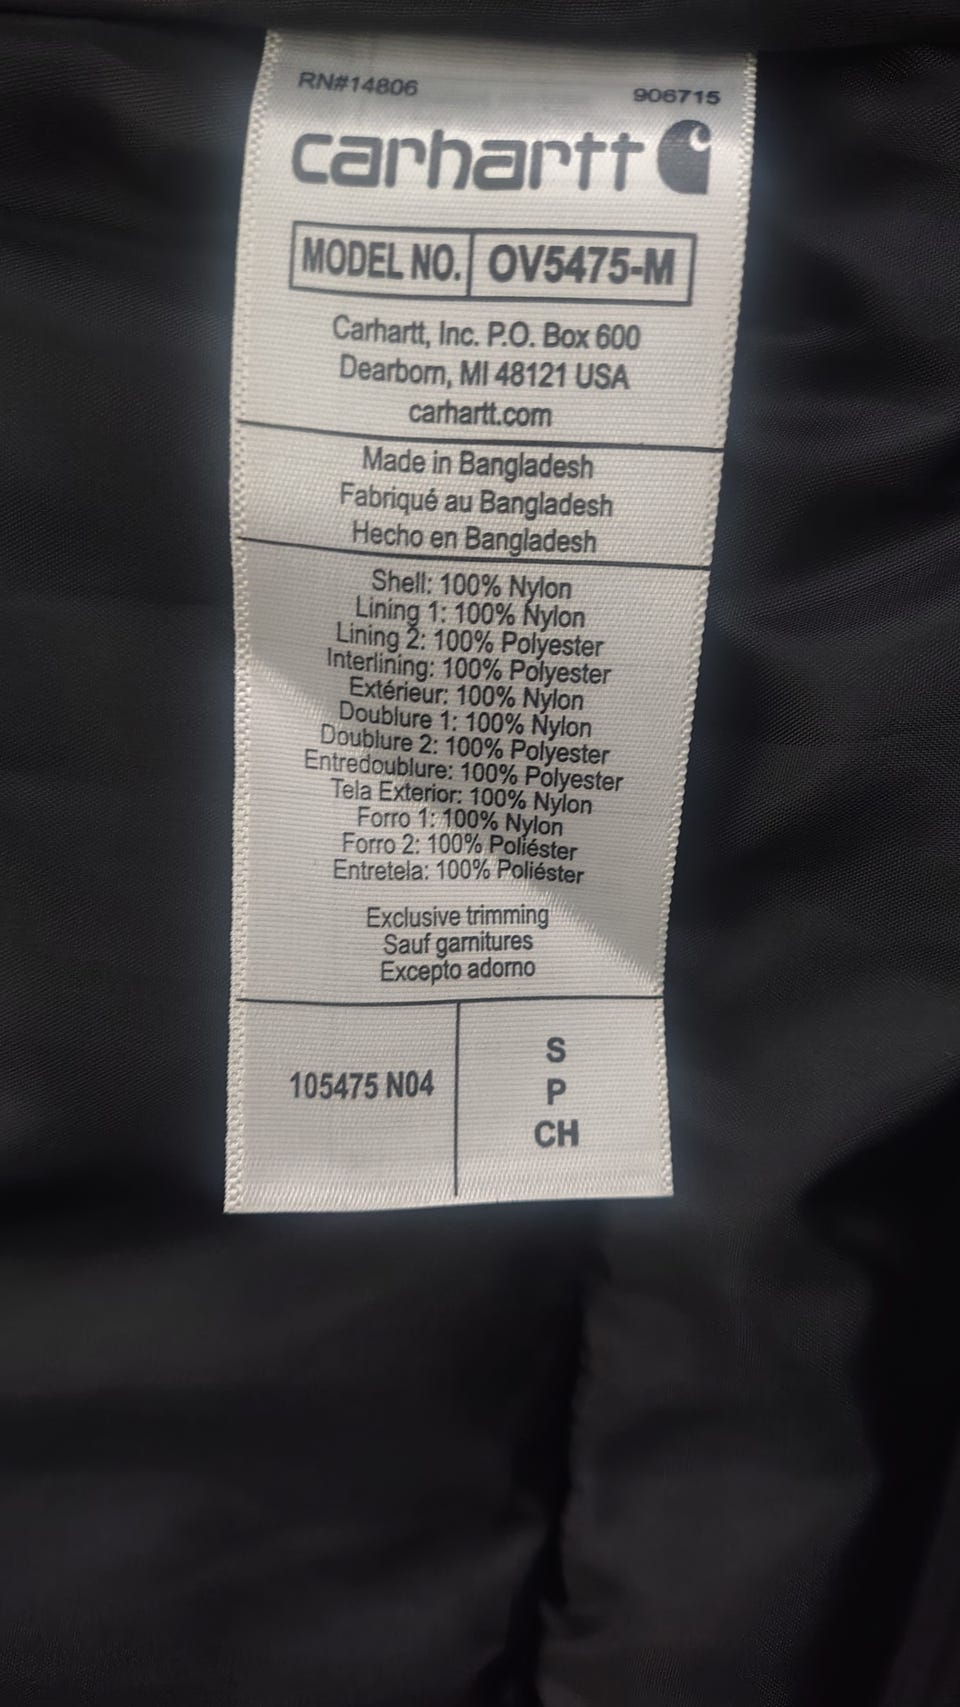 RN#14806 906715
carhartt
MODEL NO. OV5475-M
Carhartt, Inc. P.O. Box 600
Dearborn, MI 48121 USA
carhartt.com
Made in Bangladesh
Fabriqué au Bangladesh
Hecho en Bangladesh
Shell: 100% Nylon
Lining 1: 100% Nylon
Lining 2: 100% Polyester
Interlining: 100% Polyester
Extérieur: 100% Nylon
Doublure 1: 100% Nylon
Doublure 2: 100% Polyester
Entredoublure: 100% Polyester
Tela Exterior: 100% Nylon
Forro 1: 100% Nylon
Forro 2: 100% Poliéster
Entretela: 100% Poliéster
Exclusive trimming
Sauf garnitures
Excepto adorno
105475 N04
S
P
CH